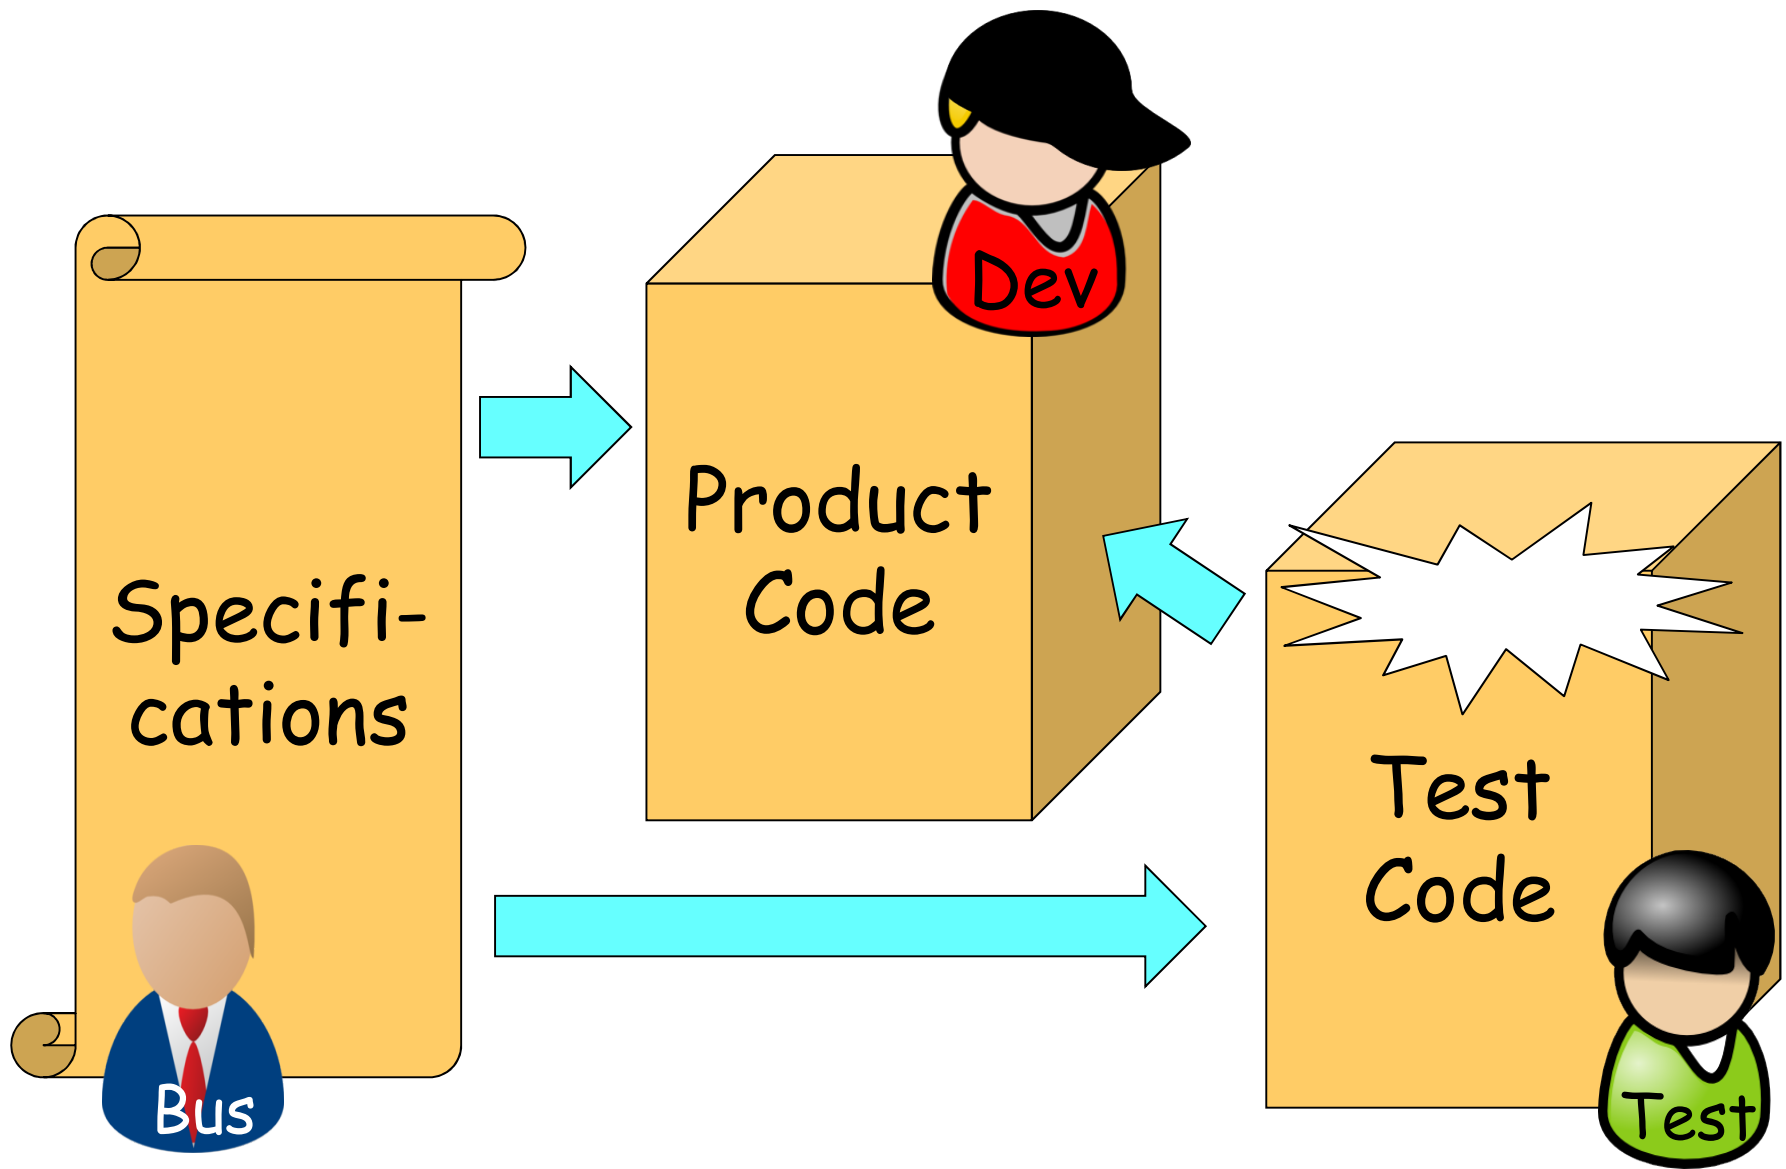 Specifi-
cations
Bus
Product
Code
Dev
Test
Code
Test